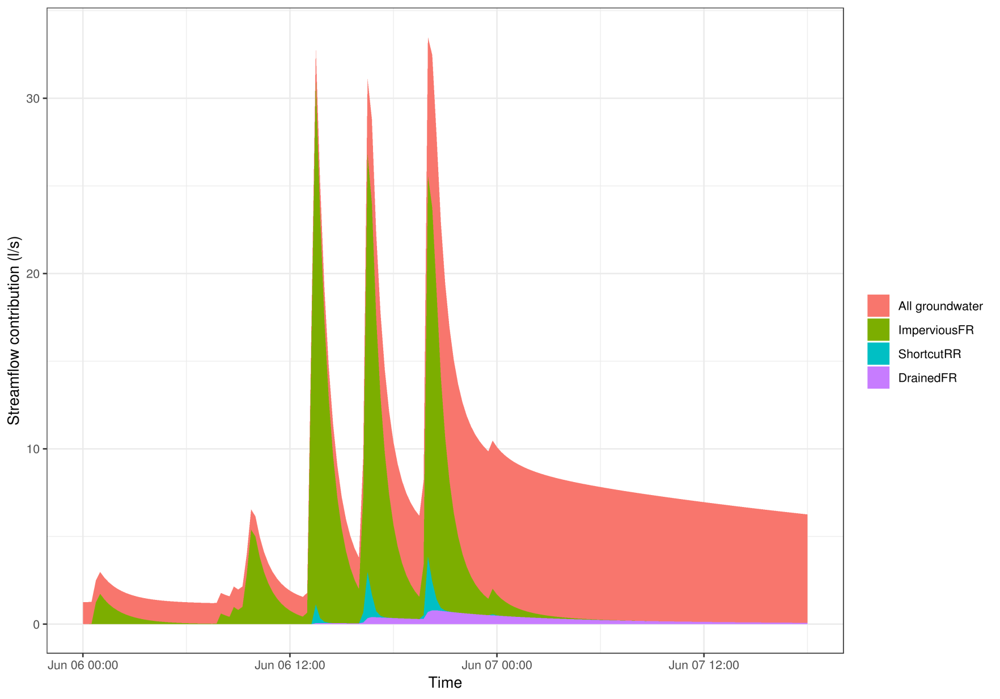 Streamflow contribution (l/s)
30
20
10
0
Jun 06 00:00
Jun 06 12:00
Jun 07 00:00
Jun 07 12:00
Time
All groundwater
ImperviousFR
ShortcutRR
DrainedFR